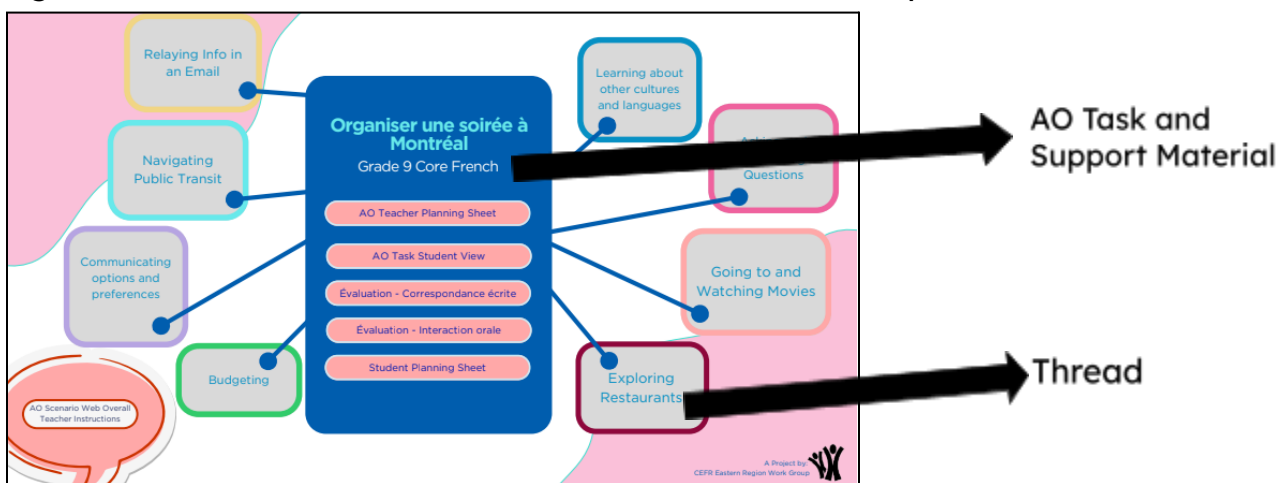 Relaying Info in
an Email
Navigating
Public Transit
Communicating
options and
preferences
Budgeting
AO Scenario Web Overall
Teacher Instructions
Organiser une soirée à
Montréal
Grade 9 Core French
AO Teacher Planning Sheet
AO Task Student View
Évaluation - Correspondance écrite
Évaluation - Interaction orale
Student Planning Sheet
Learning about
other cultures
and languages
Questions
Going to and
Watching Movies
Exploring
Restaurants
A Project by:
CEFR Eastern Region Work Group
AO Task and
Support Material
Thread